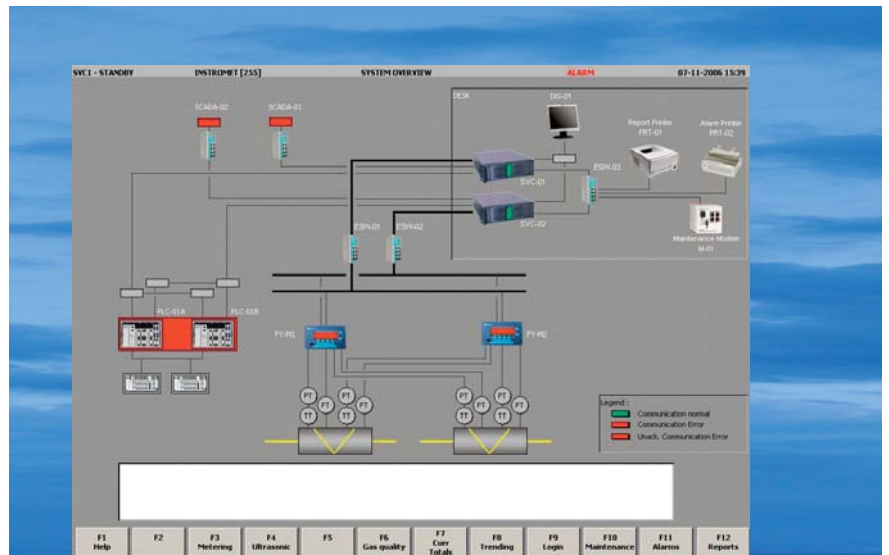 SVC1 - STANDBY INSTROMET [255] SYSTEM OVERVIEW ALARM 07-11-2006 15:39
SCADA-02
SCADA-01
DESK
DIS-01
Report Printer
PRT-01
Alarm Printer
PRT-02
ESW-03
SVC-01
SVC-02
Maintenance Modem
M-01
ESW-01
ESW-02
PLC-01A
PLC-01B
FY-M1
FY-M2
PT
TT
FT
PT
TT
FT
PT
TT
FT
PT
TT
FT
Legend :
Communication normal
Communication Error
Unack. Communication Error
F1 Help
F2
F3 Metering
F4 Ultrasonic
F5
F6 Gas quality
F7 Curr Totals
F8 Trending
F9 Login
F10 Maintenance
F11 Alarms
F12 Reports